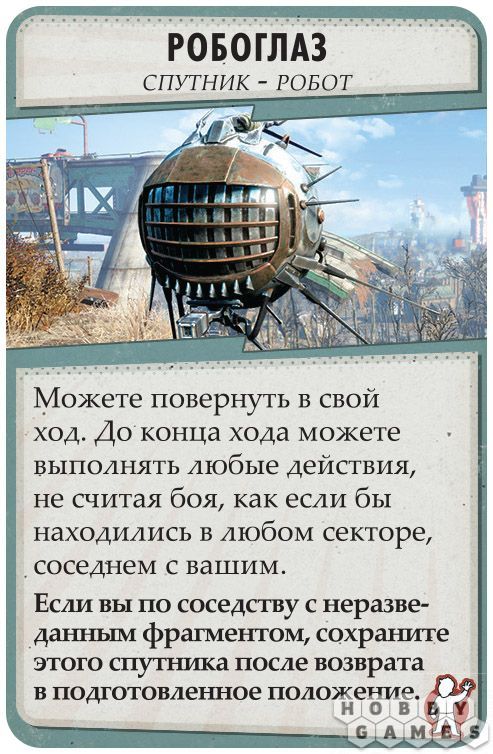 РОБОГЛАЗ
СПУТНИК - РОБОТ
Можете повернуть в свой
ход. До конца хода можете
выполнять любые действия,
не считая боя, как если бы
находились в любом секторе,
соседнем с вашим.
Если вы по соседству с неразве-
данным фрагментом, сохраните
этого спутника после возврата
в подготовленное положение.
HOBBY
GAMES